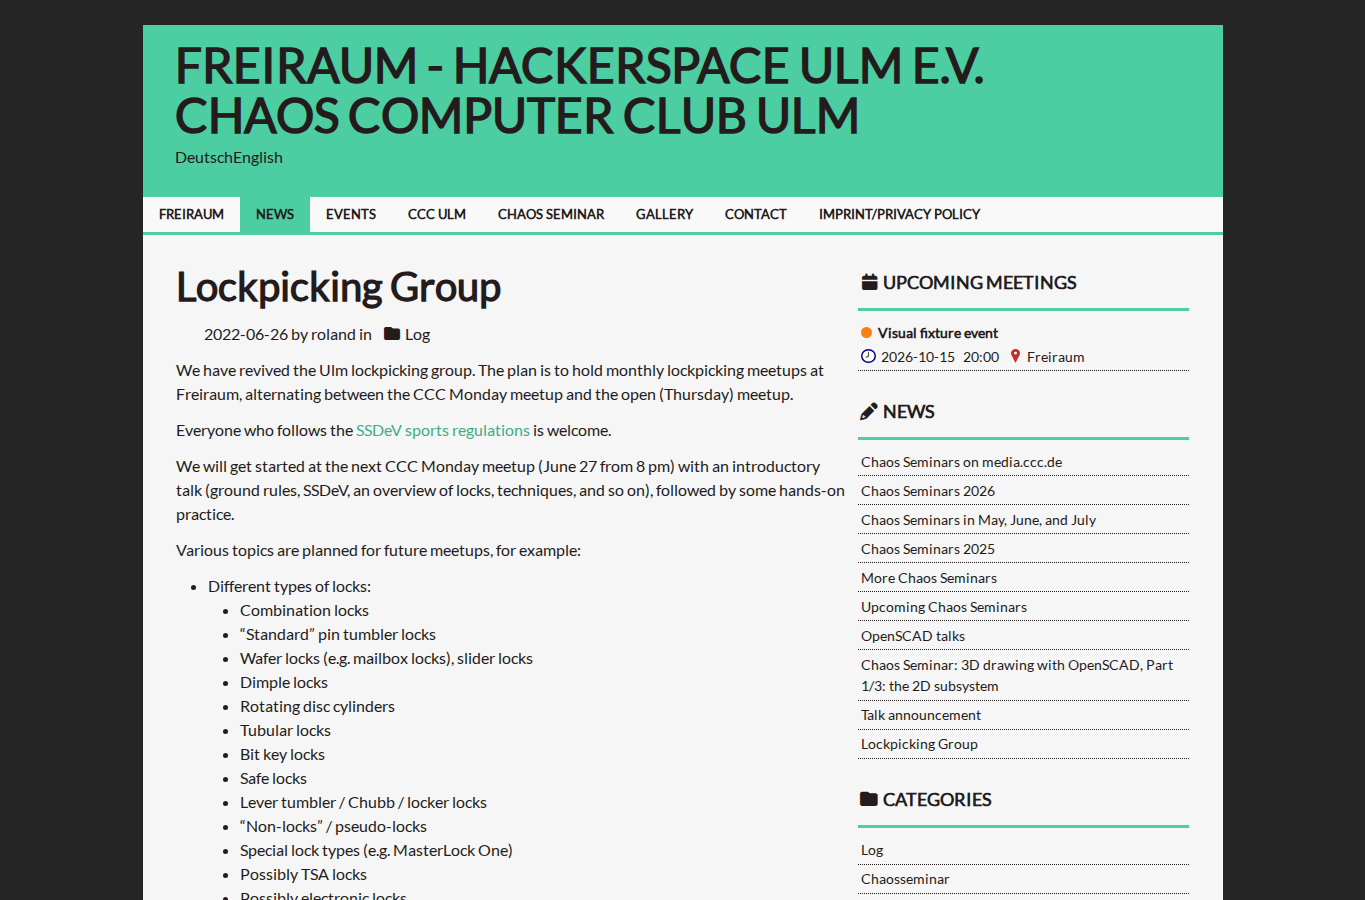 FREIRAUM - HACKERSPACE ULM E.V.
CHAOS COMPUTER CLUB ULM
DeutschEnglish
FREIRAUM NEWS EVENTS CCC ULM CHAOS SEMINAR GALLERY CONTACT IMPRINT/PRIVACY POLICY
Lockpicking Group
2022-06-26 by roland in Log
We have revived the Ulm lockpicking group. The plan is to hold monthly lockpicking meetups at
Freiraum, alternating between the CCC Monday meetup and the open (Thursday) meetup.
Everyone who follows the SSDeV sports regulations is welcome.
We will get started at the next CCC Monday meetup (June 27 from 8 pm) with an introductory
talk (ground rules, SSDeV, an overview of locks, techniques, and so on), followed by some hands-on
practice.
Various topics are planned for future meetups, for example:
• Different types of locks:
• Combination locks
• “Standard” pin tumbler locks
• Wafer locks (e.g. mailbox locks), slider locks
• Dimple locks
• Rotating disc cylinders
• Tubular locks
• Bit key locks
• Safe locks
• Lever tumbler / Chubb / locker locks
• “Non-locks” / pseudo-locks
• Special lock types (e.g. MasterLock One)
• Possibly TSA locks
• Possibly electronic locks
UPCOMING MEETINGS
Visual fixture event
2026-10-15 20:00 Freiraum
NEWS
Chaos Seminars on media.ccc.de
Chaos Seminars 2026
Chaos Seminars in May, June, and July
Chaos Seminars 2025
More Chaos Seminars
Upcoming Chaos Seminars
OpenSCAD talks
Chaos Seminar: 3D drawing with OpenSCAD, Part
1/3: the 2D subsystem
Talk announcement
Lockpicking Group
CATEGORIES
Log
Chaosseminar